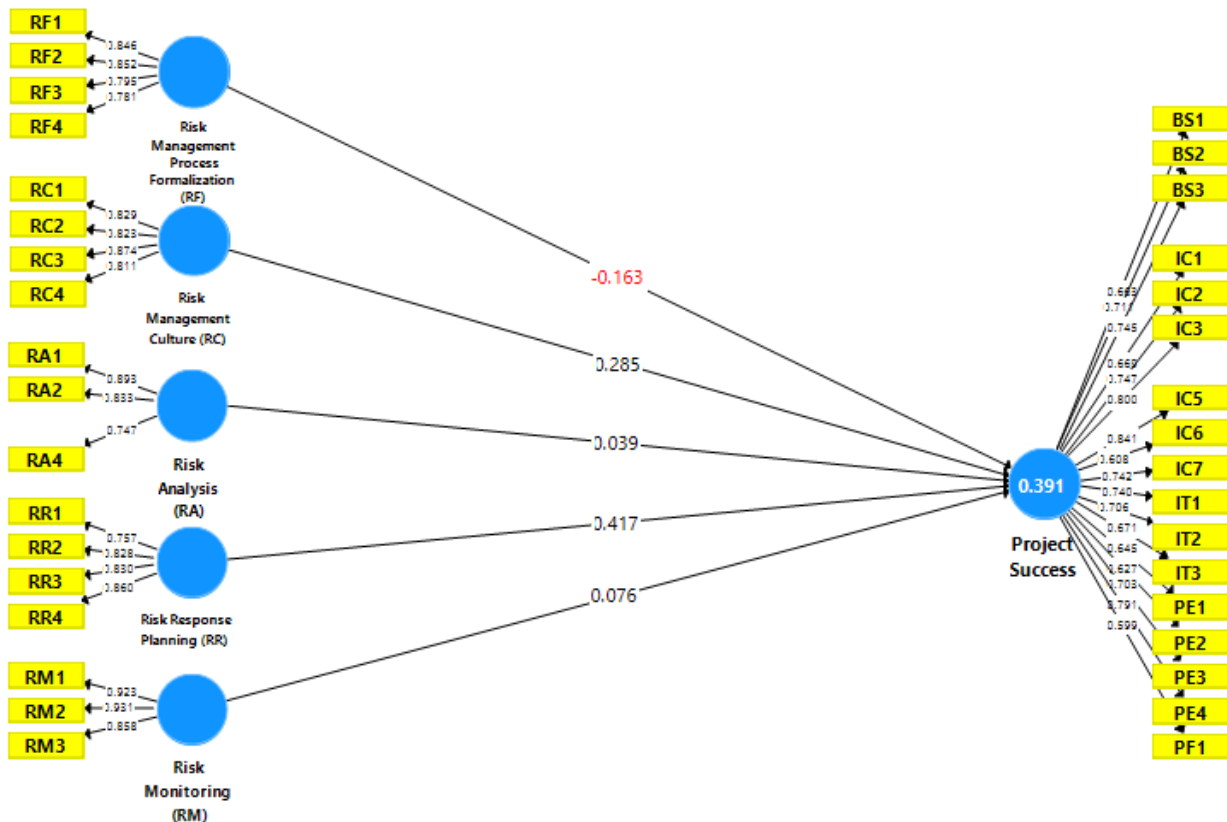 RF1
RF2
RF3
RF4
0.846
0.852
0.795
0.781
Risk
Management
Process
Formalization
(RF)
RC1
RC2
RC3
RC4
0.829
0.823
0.874
0.811
Risk
Management
Culture (RC)
RA1
RA2
RA4
0.893
0.833
0.747
Risk
Analysis
(RA)
RR1
RR2
RR3
RR4
0.757
0.828
0.830
0.860
Risk Response
Planning (RR)
RM1
RM2
RM3
0.923
0.931
0.858
Risk
Monitoring
(RM)
-0.163
0.285
0.039
0.417
0.076
0.391
Project
Success
0.745
0.669
0.747
0.800
0.841
0.608
0.742
0.740
0.706
0.671
0.645
0.627
0.703
0.791
0.599
BS1
BS2
BS3
IC1
IC2
IC3
IC5
IC6
IC7
IT1
IT2
IT3
PE1
PE2
PE3
PE4
PF1